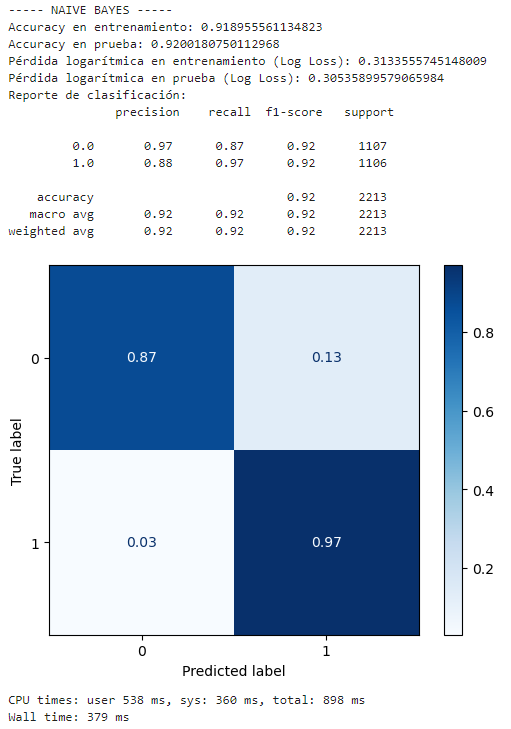 ----- NAIVE BAYES -----
Accuracy en entrenamiento: 0.918955561134823
Accuracy en prueba: 0.9200180750112968
Pérdida logarítmica en entrenamiento (Log Loss): 0.3133555745148009
Pérdida logarítmica en prueba (Log Loss): 0.30535899579065984
Reporte de clasificación:
precision recall f1-score support
0.0 0.97 0.87 0.92 1107
1.0 0.88 0.97 0.92 1106
accuracy 0.92 2213
macro avg 0.92 0.92 0.92 2213
weighted avg 0.92 0.92 0.92 2213
0.8
0 0.87 0.13
0.6
True label
0.4
1 0.03 0.97
0.2
0 1
Predicted label
CPU times: user 538 ms, sys: 360 ms, total: 898 ms
Wall time: 379 ms